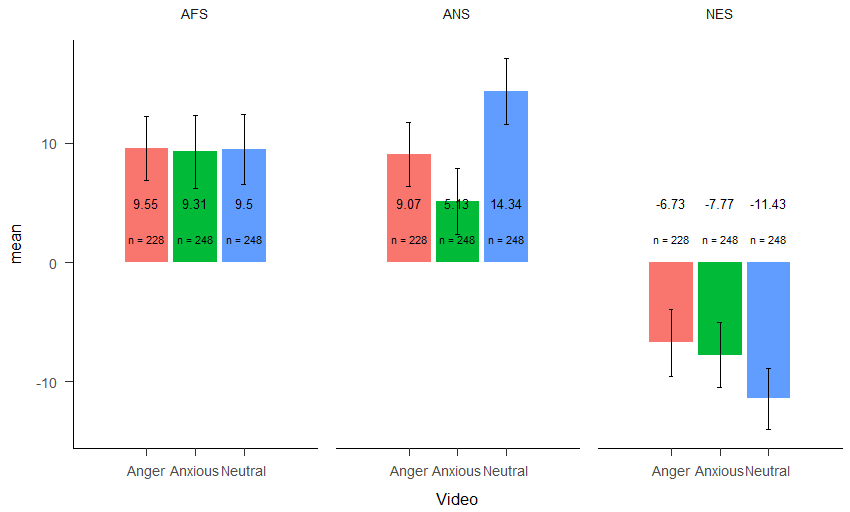 AFS ANS NES
10
0
-10
mean
9.55 9.31 9.5
n = 228 n = 248 n = 248
9.07 5.13 14.34
n = 228 n = 248 n = 248
-6.73 -7.77 -11.43
n = 228 n = 248 n = 248
Anger Anxious Neutral Anger Anxious Neutral Anger Anxious Neutral
Video